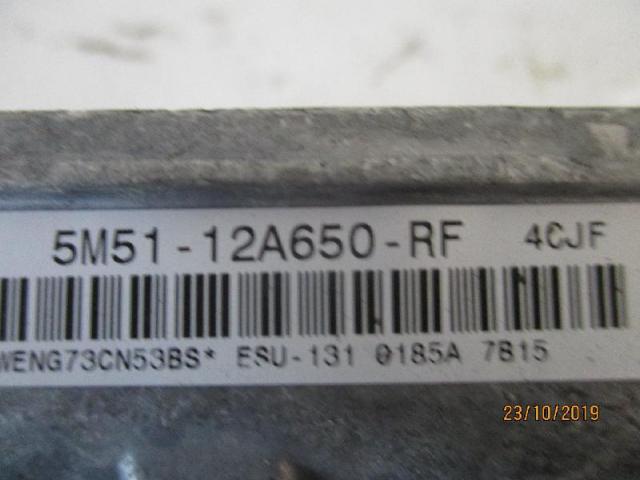 5M51-12A650-RF 4CJF
WENG73CN53BS* ESU-131 0185A 7B15
23/10/2019